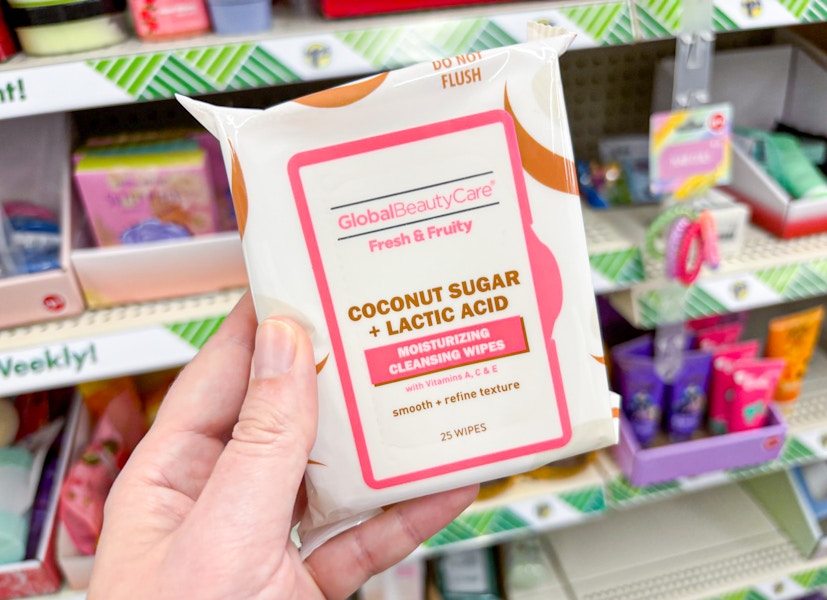 DO NOT
FLUSH
nt!
GlobalBeautyCare®
Fresh & Fruity
COCONUT SUGAR
+ LACTIC ACID
MOISTURIZING
CLEANSING WIPES
with Vitamins A, C & E
smooth + refine texture
25 WIPES
Weekly!